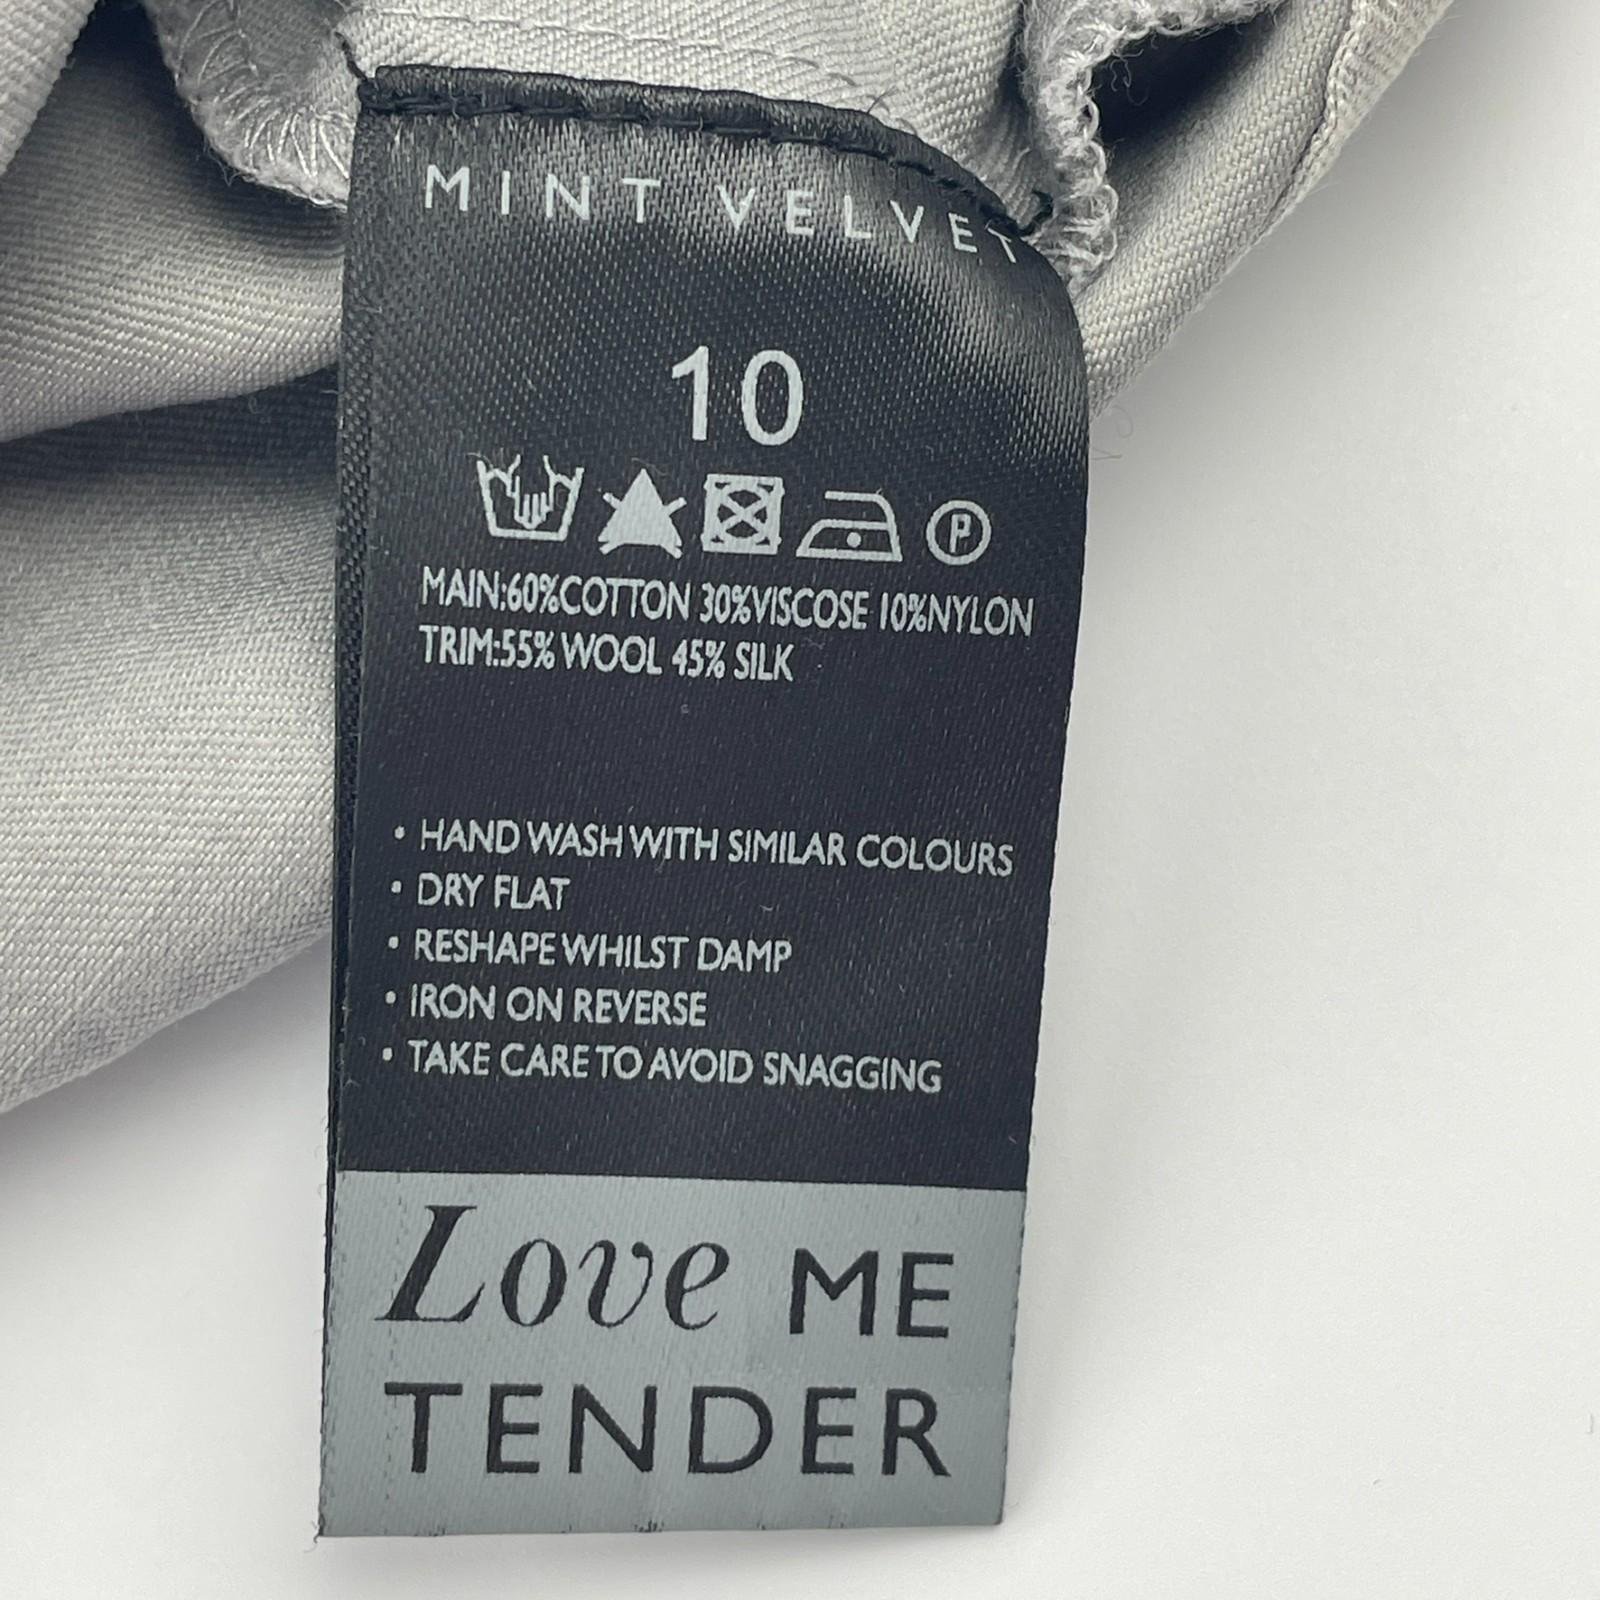 MINT VELVET
10
P
MAIN:60%COTTON 30%VISCOSE 10%NYLON
TRIM:55% WOOL 45% SILK
• HAND WASH WITH SIMILAR COLOURS
• DRY FLAT
• RESHAPE WHILST DAMP
• IRON ON REVERSE
• TAKE CARE TO AVOID SNAGGING
Love ME
TENDER